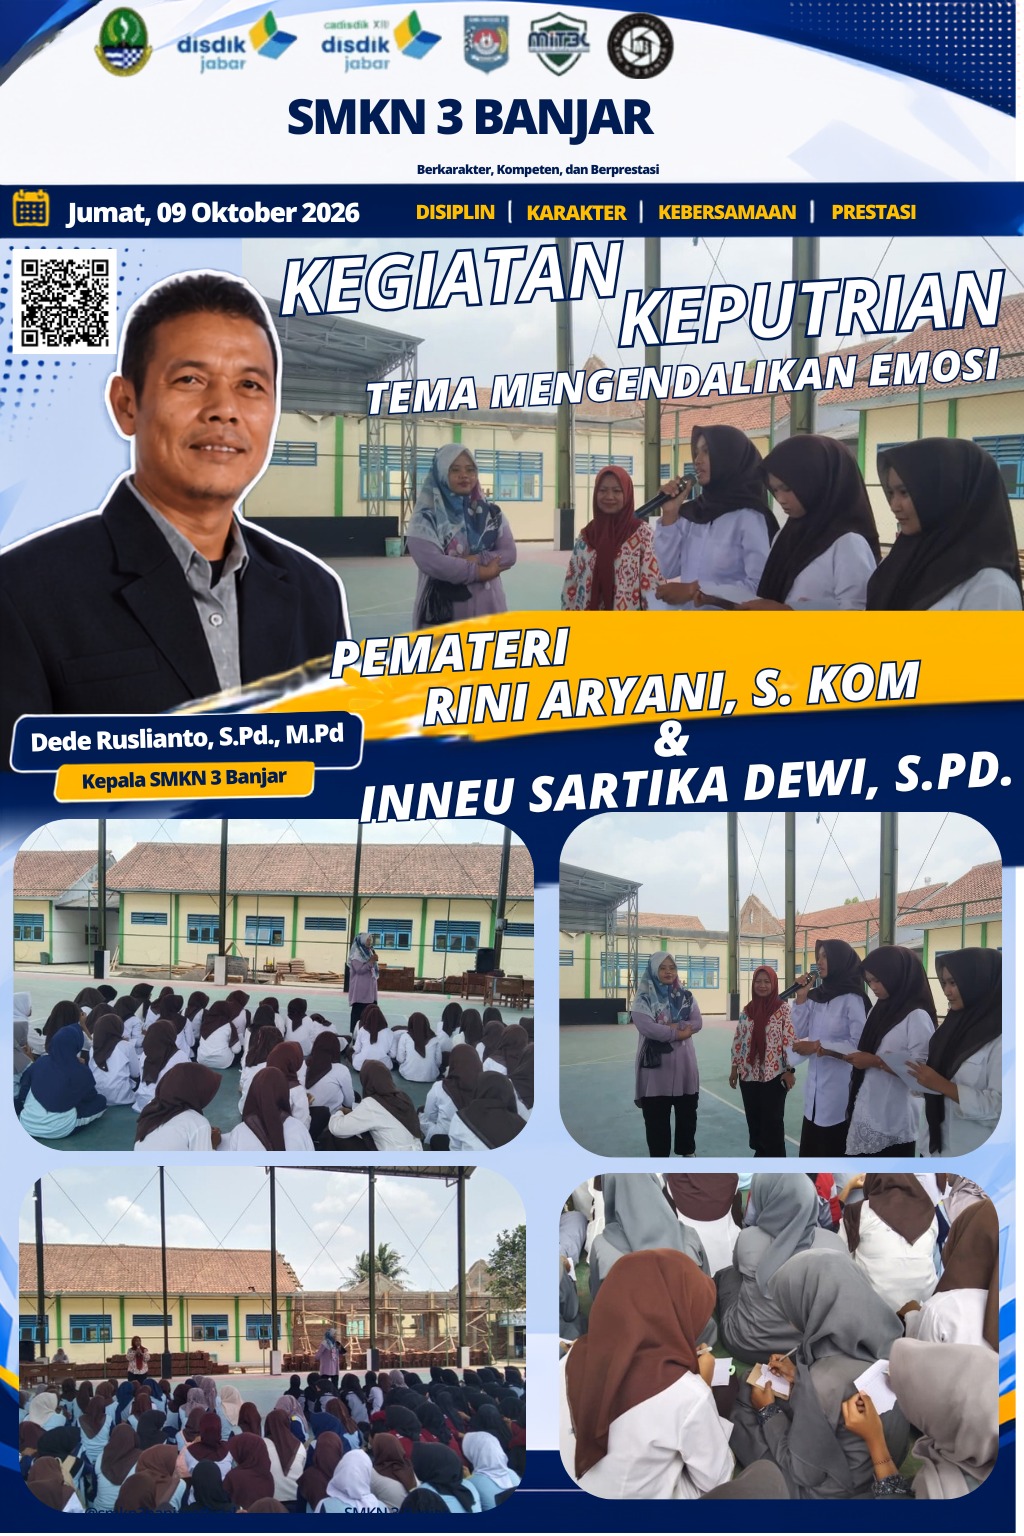 disdik
jabar
cadisdik XIII
disdik
jabar
SMKN 3 BANJAR
Berkarakter, Kompeten, dan Berprestasi
Jumat, 09 Oktober 2026
DISIPLIN | KARAKTER | KEBERSAMAAN | PRESTASI
KEGIATAN
KEPUTRIAN
TEMA MENGENDALIKAN EMOSI
PEMATERI
RINI ARYANI, S. KOM
&
INNEU SARTIKA DEWI, S.PD.
Dede Ruslianto, S.Pd., M.Pd
Kepala SMKN 3 Banjar